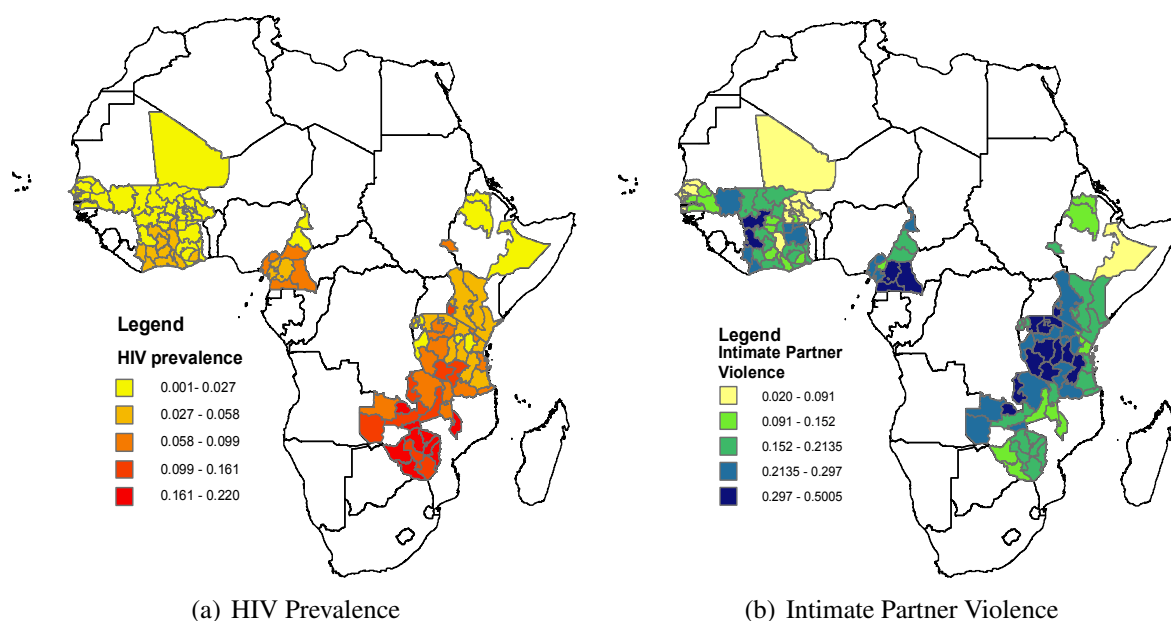 Legend
HIV prevalence
0.001- 0.027
0.027 - 0.058
0.058 - 0.099
0.099 - 0.161
0.161 - 0.220
(a) HIV Prevalence
Legend
Intimate Partner
Violence
0.020 - 0.091
0.091 - 0.152
0.152 - 0.2135
0.2135 - 0.297
0.297 - 0.5005
(b) Intimate Partner Violence